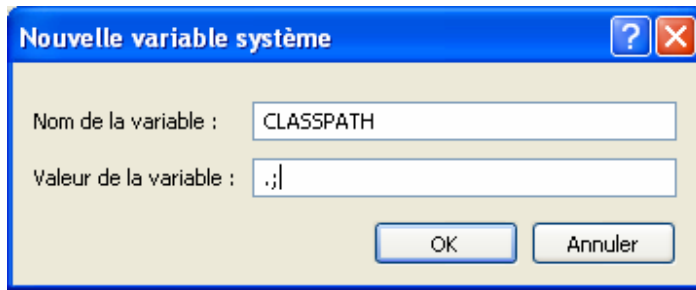 Nouvelle variable système
Nom de la variable : CLASSPATH
Valeur de la variable : .;
OK Annuler